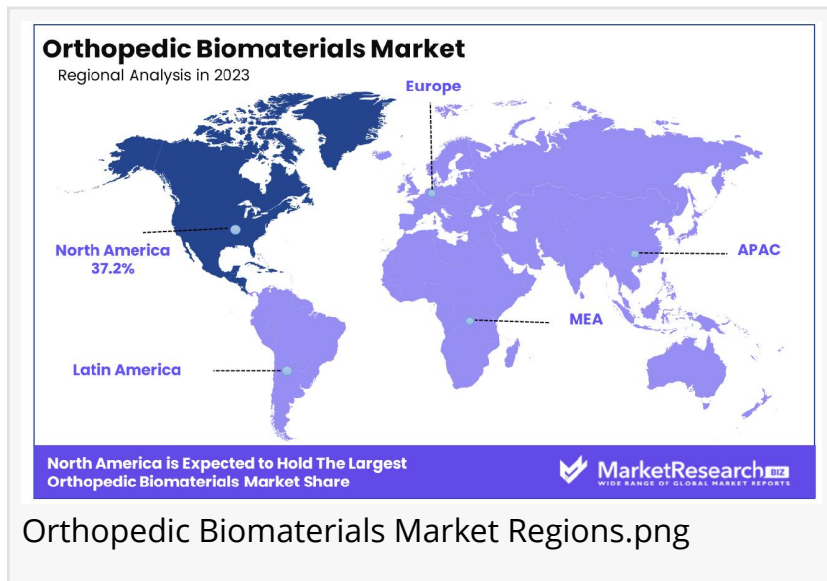 Orthopedic Biomaterials Market
Regional Analysis in 2023
Europe
North America
37.2%
APAC
MEA
Latin America
North America is Expected to Hold The Largest
Orthopedic Biomaterials Market Share
MarketResearch BIZ
WIDE RANGE OF GLOBAL MARKET REPORTS
Orthopedic Biomaterials Market Regions.png